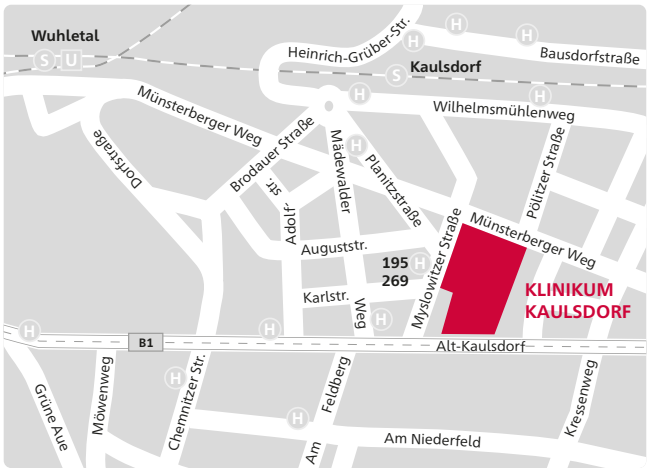 Wuhletal
S U
Heinrich-Grüber-Str.
H
H
H
Bausdorfstraße
S
Kaulsdorf
H
H
Wilhelmsmühlenweg
Münsterberger Weg
Dorfstraße
Brodauer Straße
Mädewalder
Weg
H
Planitzstraße
Pölitzer Straße
Adolf-
str.
Myslowitzer Straße
Münsterberger Weg
Auguststr.
195
269
H
Karlstr.
KLINIKUM
KAULSDORF
H
H
B1
Alt-Kaulsdorf
Grüne Aue
Möwenweg
H
Chemnitzer Str.
H
Am Feldberg
Am Niederfeld
Kressenweg